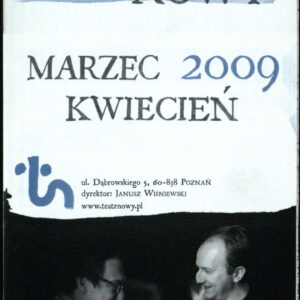 MARZEC 2009
KWIECIEŃ
ul. Dąbrowskiego 5, 60-838 Poznań
dyrektor: Janusz Wiśniewski
www.teatrnowy.pl